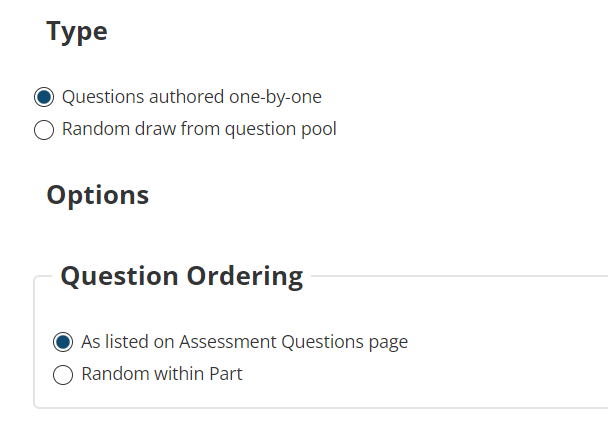 Type
Questions authored one-by-one
Random draw from question pool
Options
Question Ordering
As listed on Assessment Questions page
Random within Part